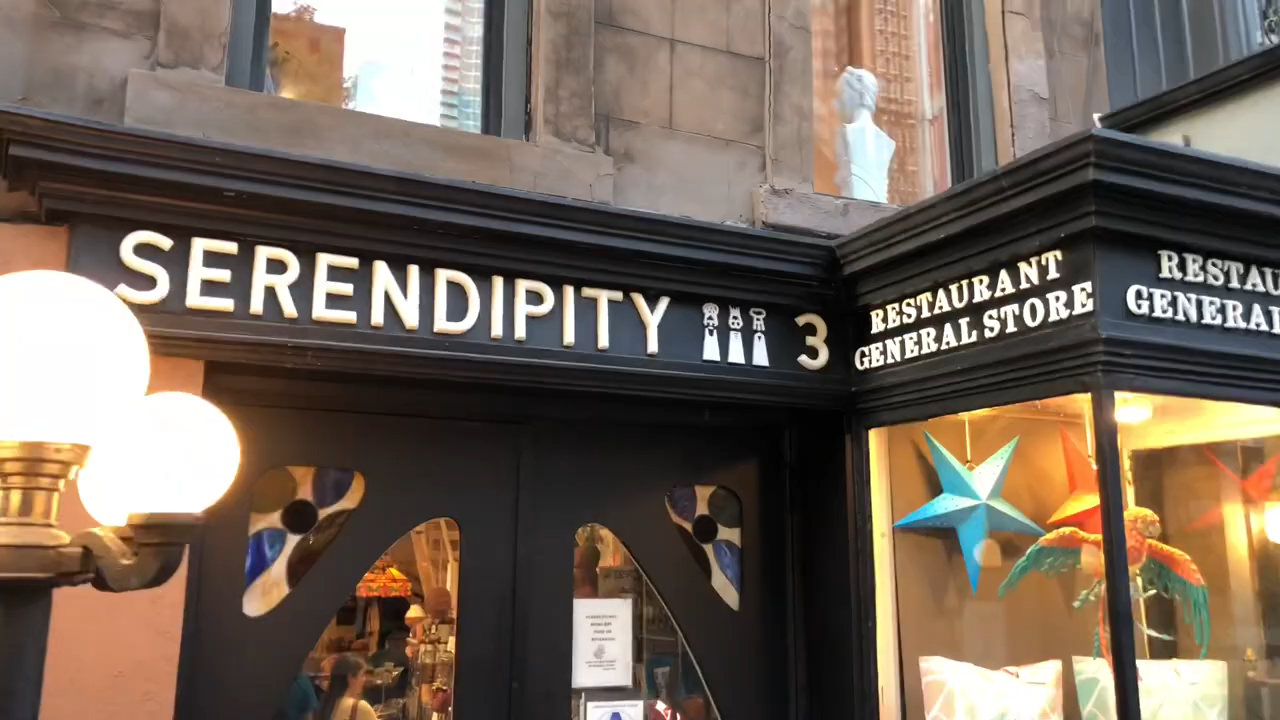 SERENDIPITY 3
RESTAURANT
GENERAL STORE
RESTAU
GENERAL